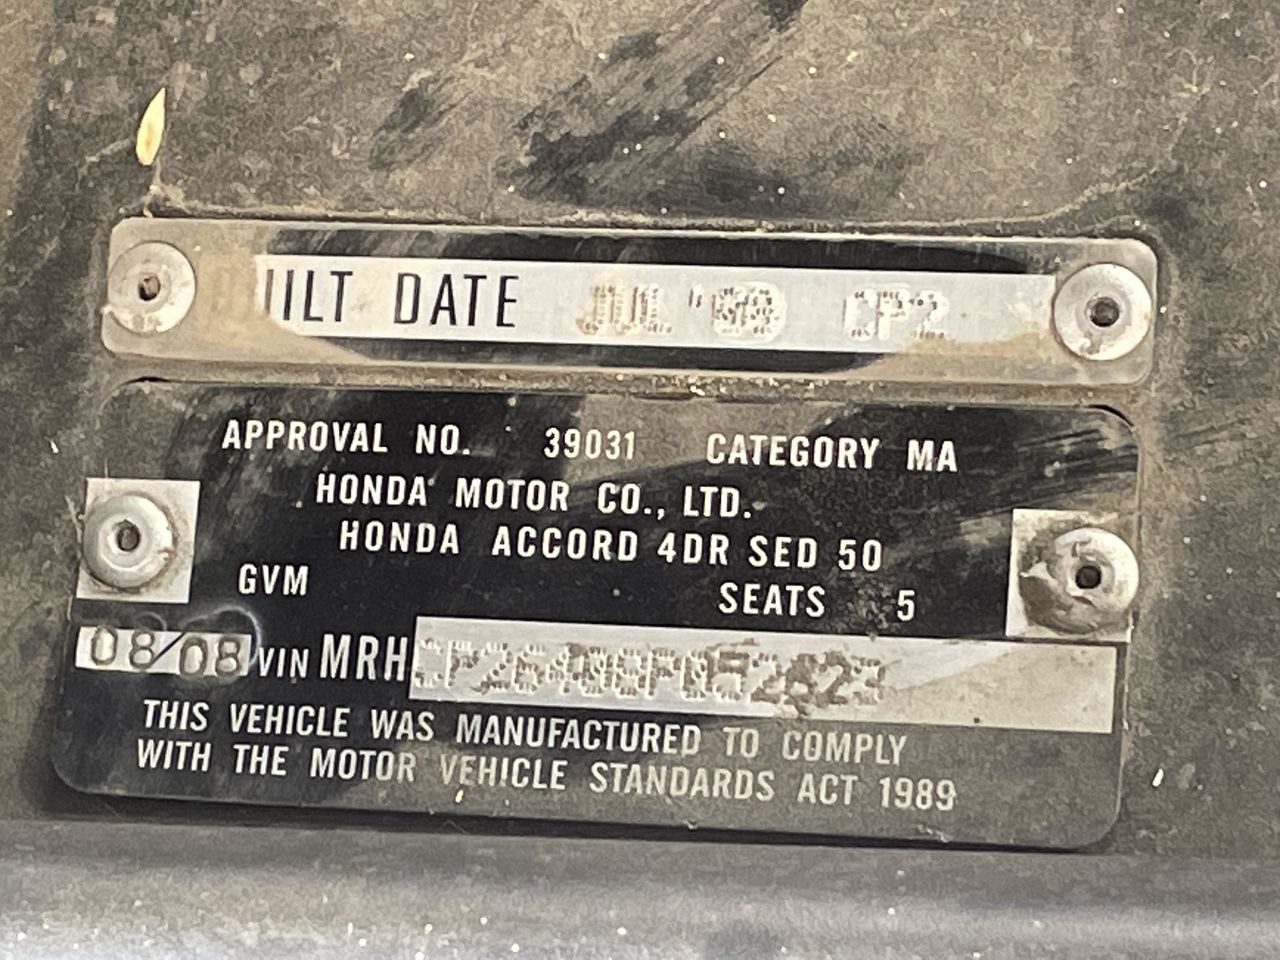 BUILT DATE JUL '08 CP2
APPROVAL NO. 39031 CATEGORY MA
HONDA MOTOR CO., LTD.
HONDA ACCORD 4DR SED 50
GVM SEATS 5
08/08 VIN MRH
THIS VEHICLE WAS MANUFACTURED TO COMPLY
WITH THE MOTOR VEHICLE STANDARDS ACT 1989